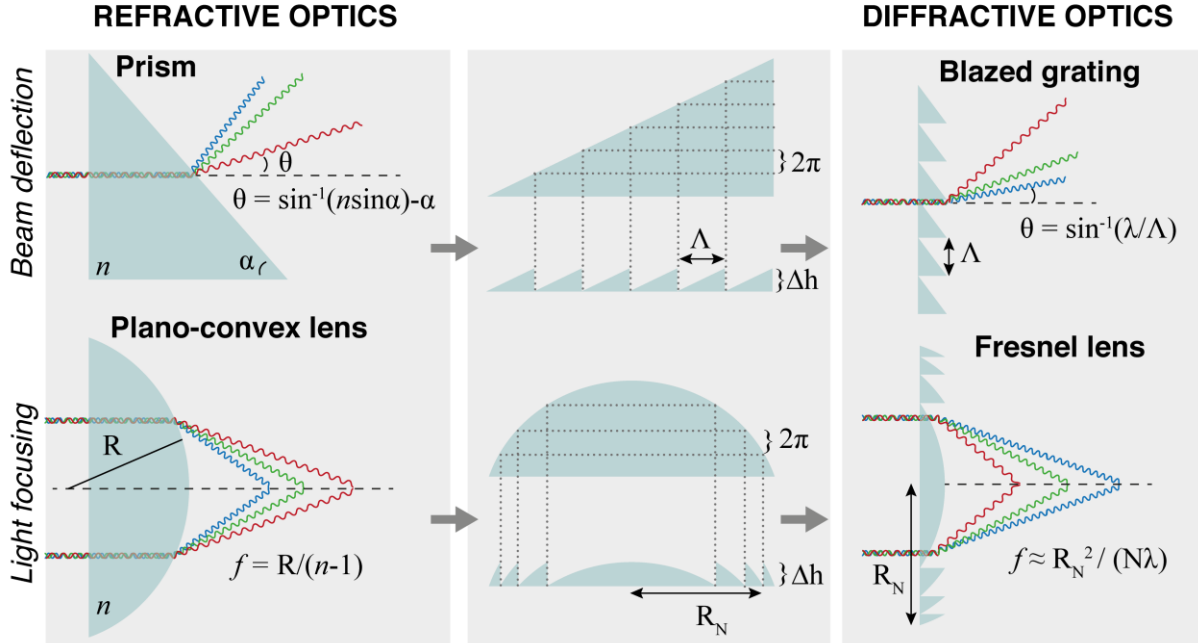 REFRACTIVE OPTICS
DIFFRACTIVE OPTICS
Beam deflection
Prism
θ
θ = sin⁻¹(nsinα)-α
n
α
2π
Λ
}Δh
Blazed grating
θ = sin⁻¹(λ/Λ)
Λ
Light focusing
Plano-convex lens
R
f = R/(n-1)
n
2π
}Δh
R_N
Fresnel lens
f ≈ R_N² / (Nλ)
R_N